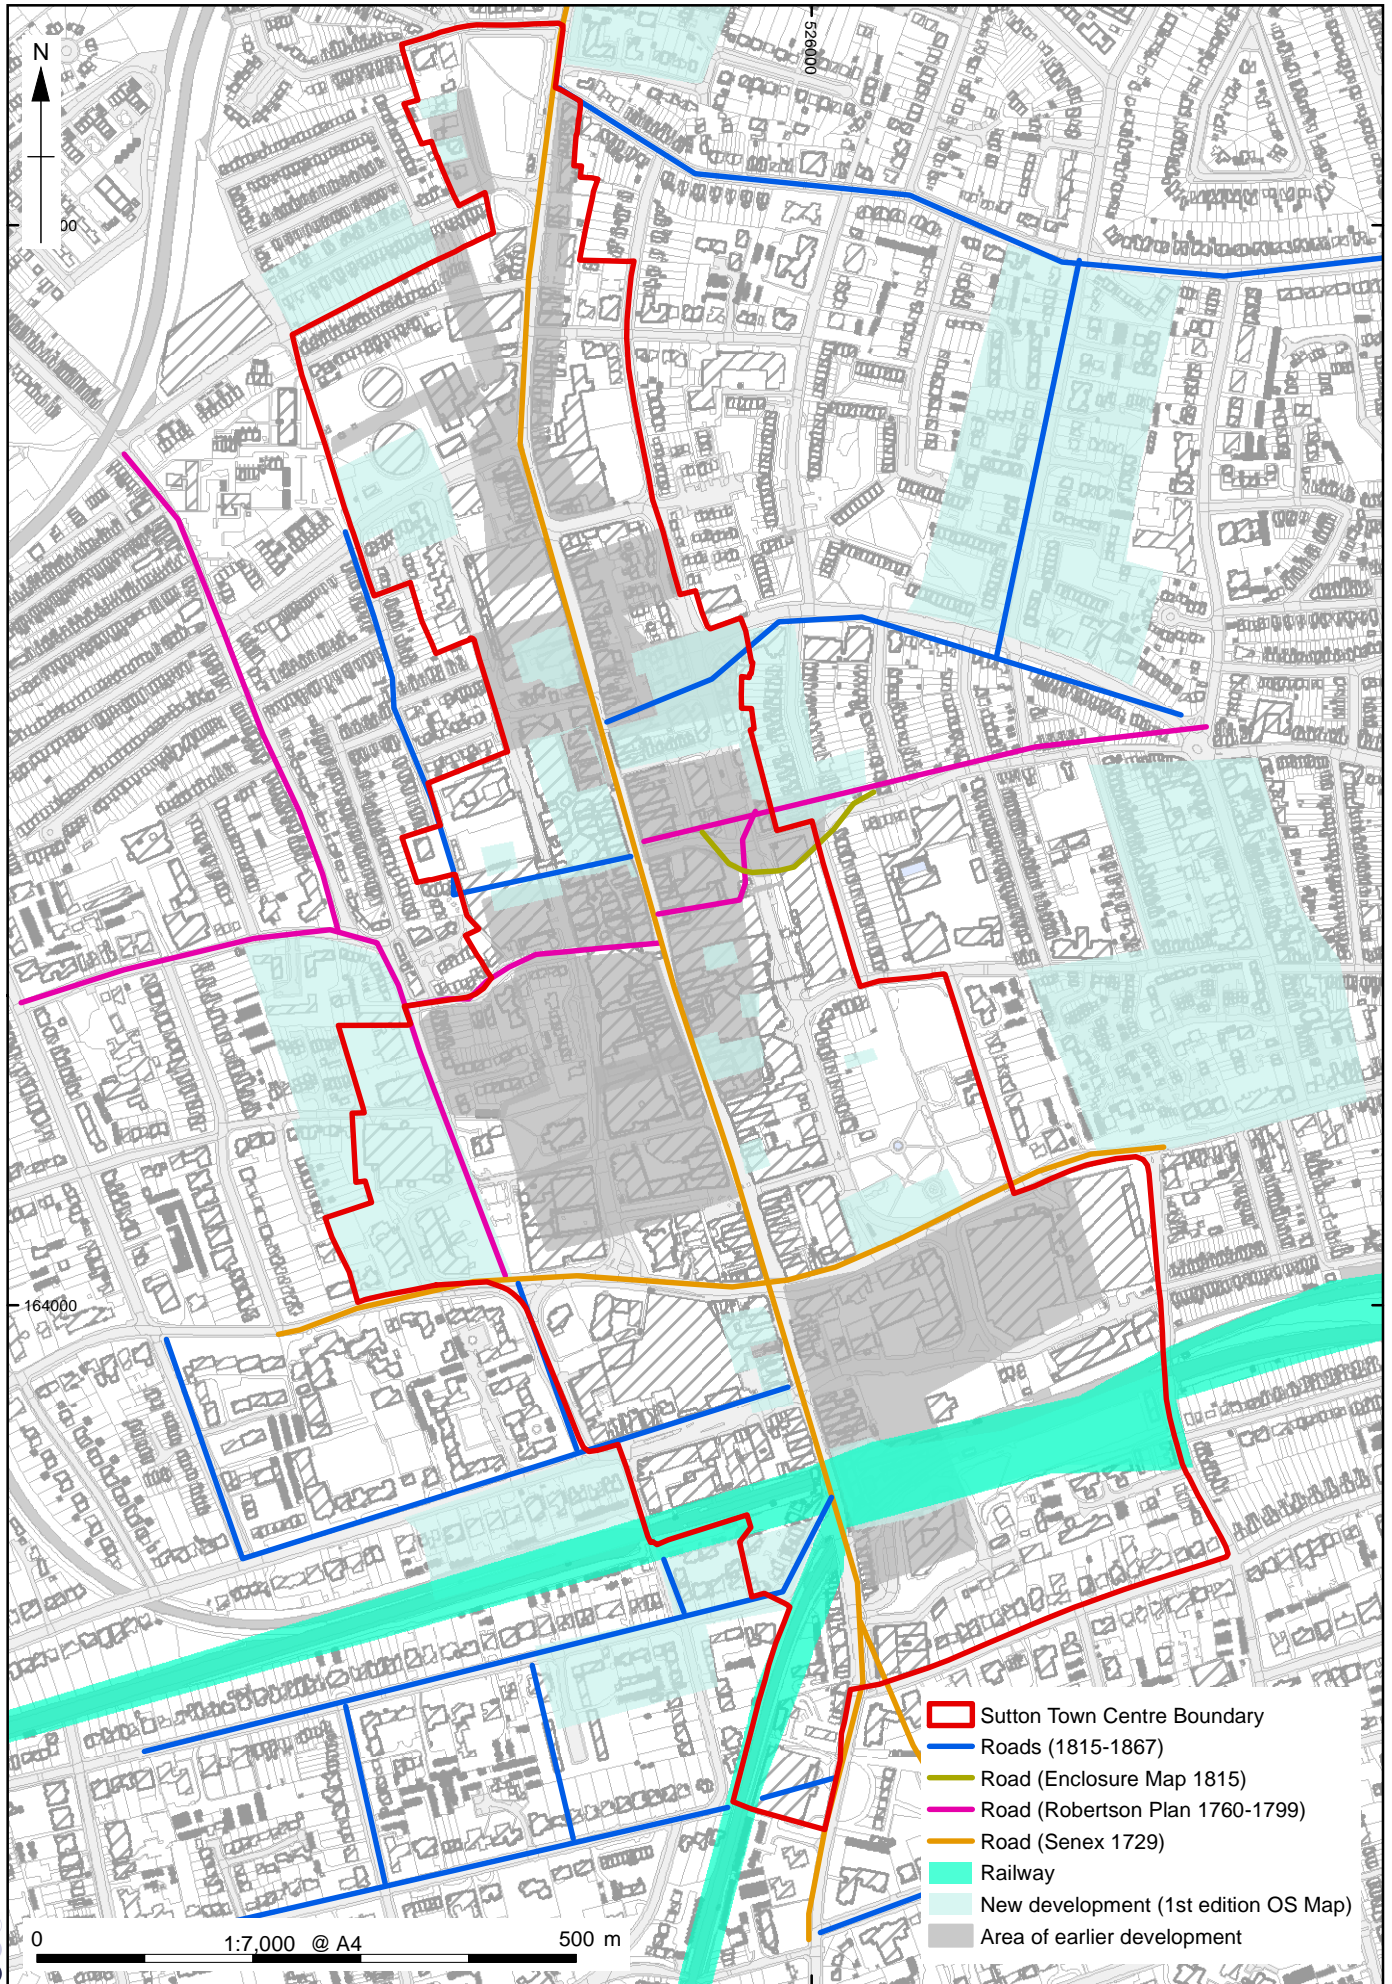 N
526000
00
164000
Sutton Town Centre Boundary
Roads (1815-1867)
Road (Enclosure Map 1815)
Road (Robertson Plan 1760-1799)
Road (Senex 1729)
Railway
New development (1st edition OS Map)
Area of earlier development
0 1:7,000 @ A4 500 m